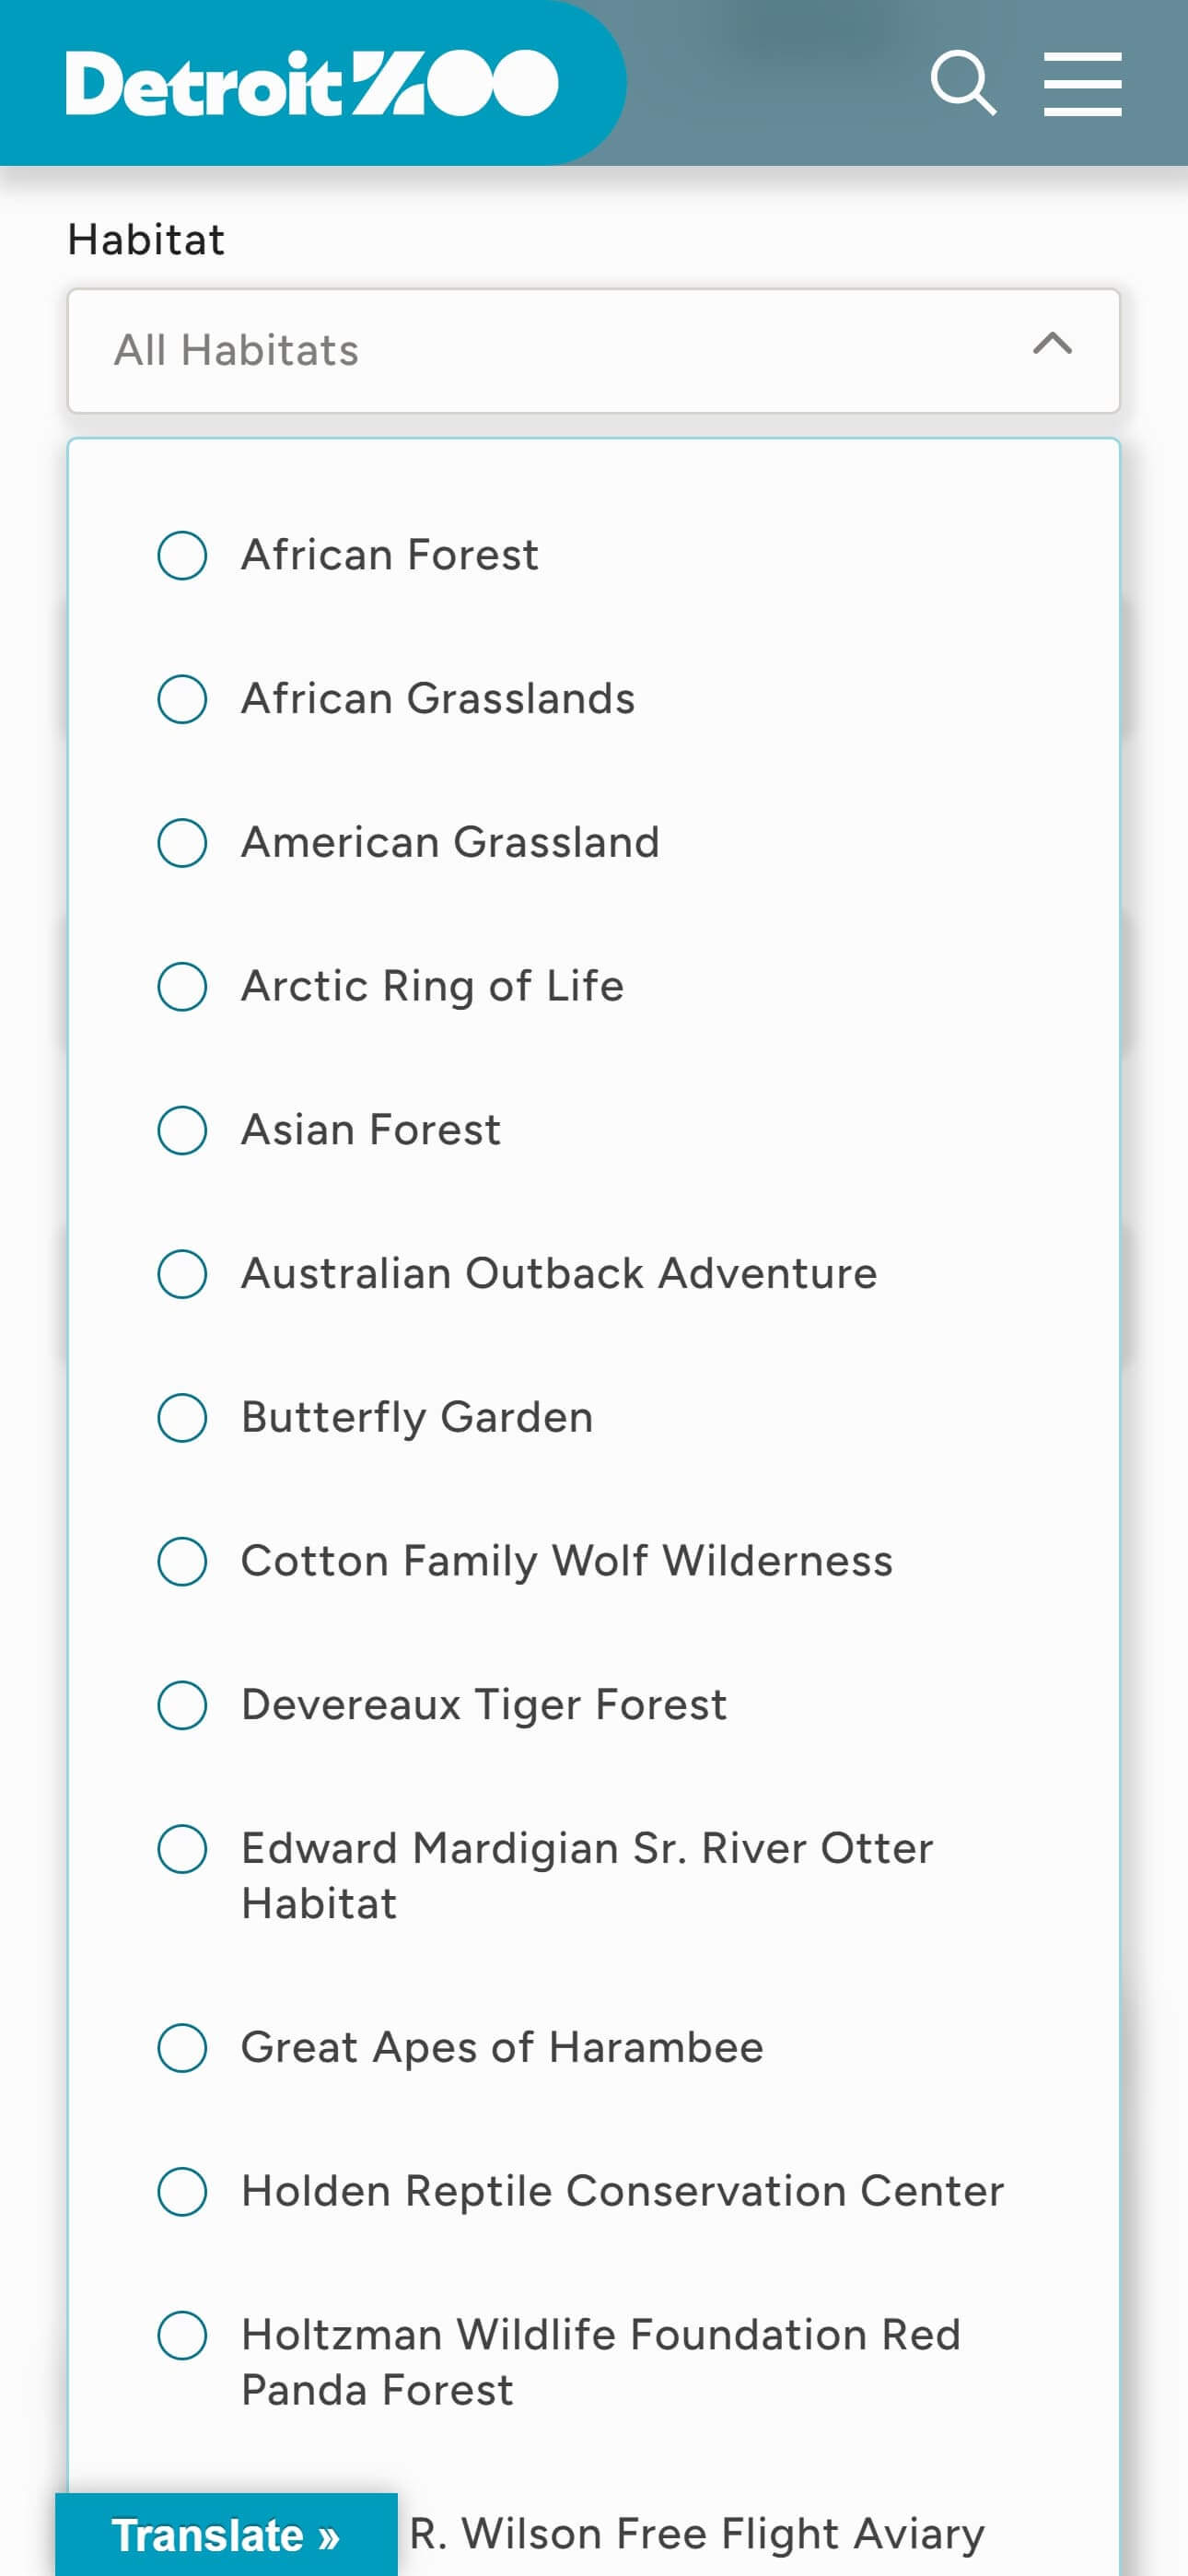 Detroit ZOO
Habitat
All Habitats
African Forest
African Grasslands
American Grassland
Arctic Ring of Life
Asian Forest
Australian Outback Adventure
Butterfly Garden
Cotton Family Wolf Wilderness
Devereaux Tiger Forest
Edward Mardigian Sr. River Otter
Habitat
Great Apes of Harambee
Holden Reptile Conservation Center
Holtzman Wildlife Foundation Red
Panda Forest
R. Wilson Free Flight Aviary
Translate »